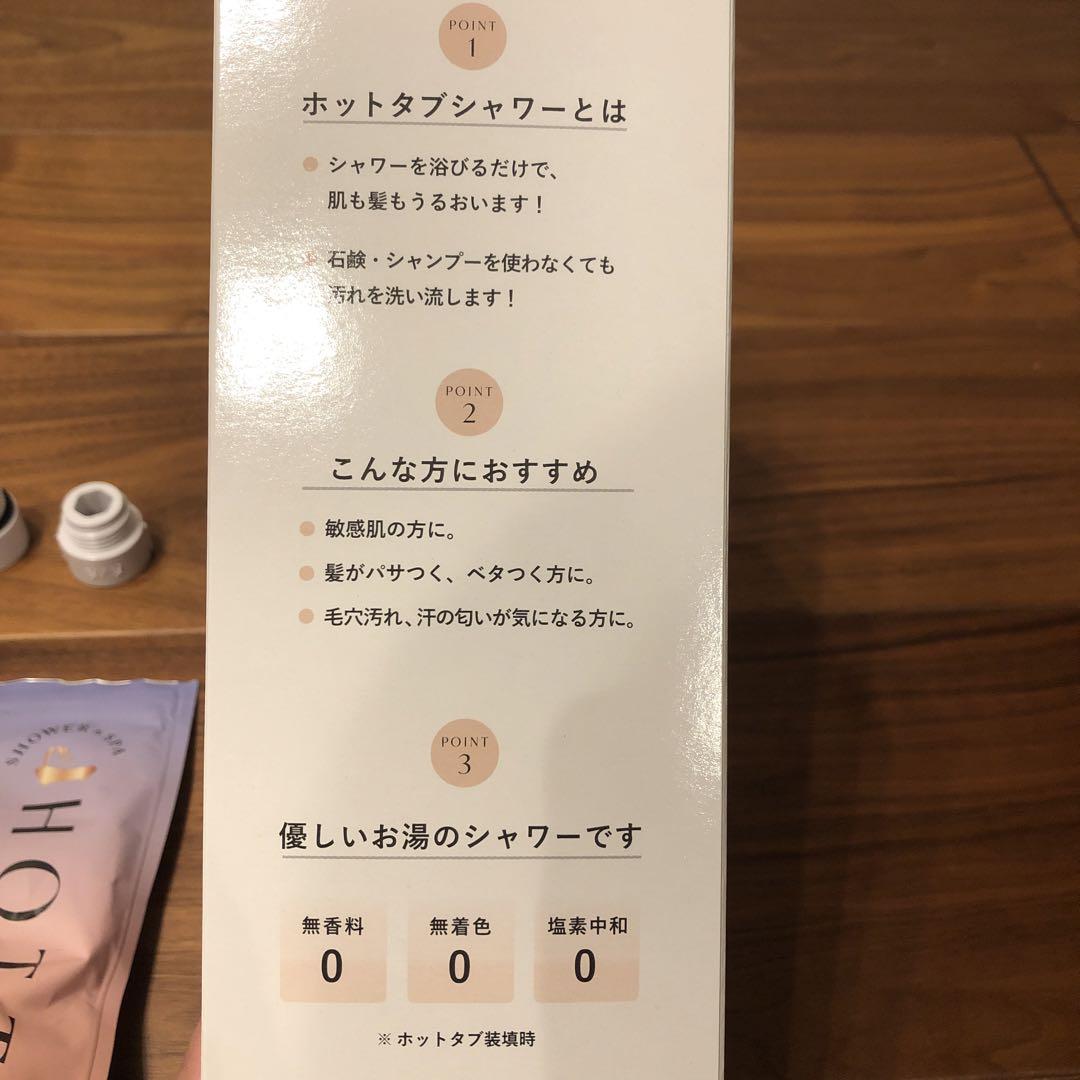 POINT
1
ホットタブシャワーとは
シャワーを浴びるだけで、
肌も髪もうるおいます！
石鹸・シャンプーを使わなくても
汚れを洗い流します！
POINT
2
こんな方におすすめ
敏感肌の方に。
髪がパサつく、ベタつく方に。
毛穴汚れ、汗の匂いが気になる方に。
POINT
3
優しいお湯のシャワーです
無香料
0
無着色
0
塩素中和
0
※ ホットタブ装填時
SHOWER & SPA
HOT T